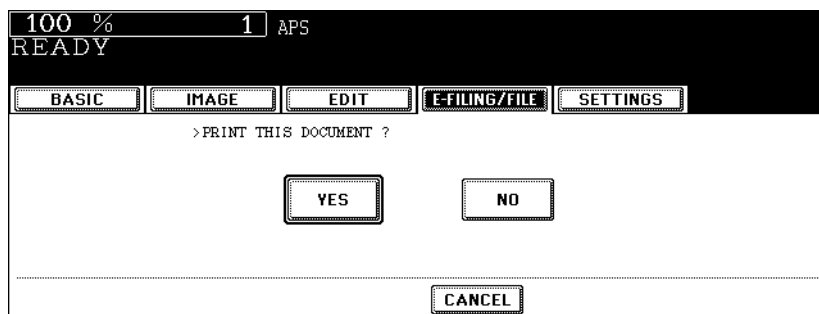 100 % 1 APS
READY
BASIC IMAGE EDIT E-FILING/FILE SETTINGS
>PRINT THIS DOCUMENT ?
YES NO
CANCEL